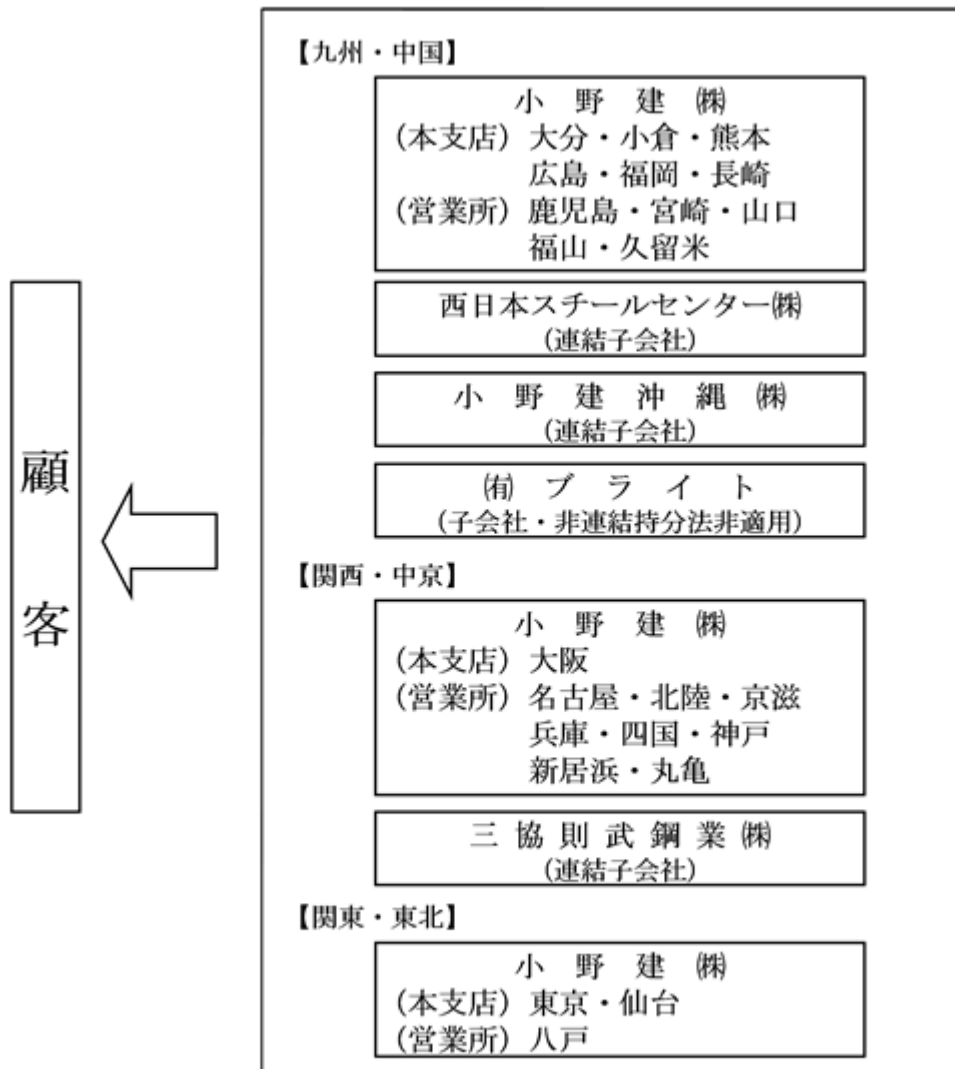 【九州・中国】
小野建㈱
(本支店) 大分・小倉・熊本
広島・福岡・長崎
(営業所) 鹿児島・宮崎・山口
福山・久留米
西日本スチールセンター㈱
(連結子会社)
小野建沖縄㈱
(連結子会社)
㈲ブライト
(子会社・非連結持分法非適用)
【関西・中京】
小野建㈱
(本支店) 大阪
(営業所) 名古屋・北陸・京滋
兵庫・四国・神戸
新居浜・丸亀
三協則武鋼業㈱
(連結子会社)
【関東・東北】
小野建㈱
(本支店) 東京・仙台
(営業所) 八戸
顧客